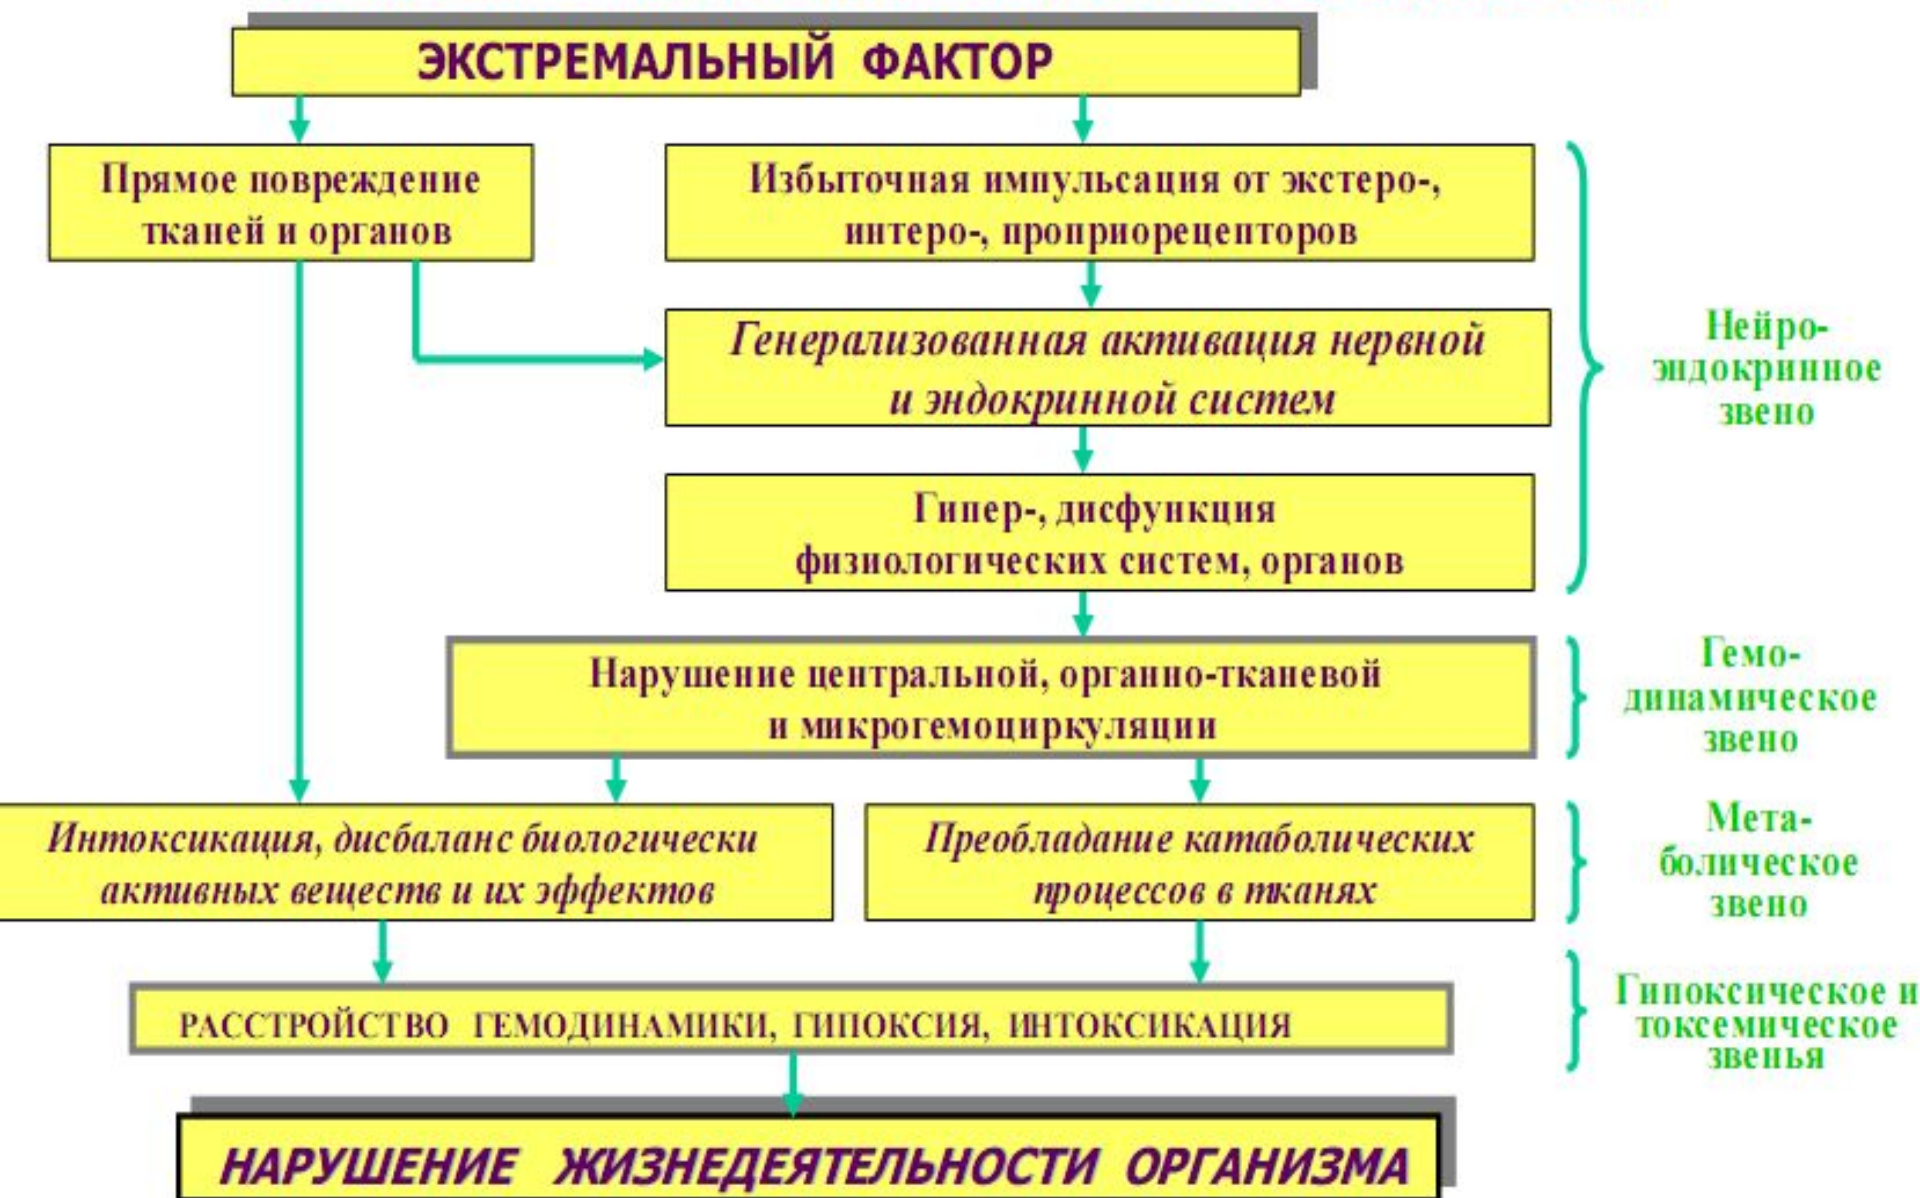 ЭКСТРЕМАЛЬНЫЙ ФАКТОР
Прямое повреждение
тканей и органов
Избыточная импульсация от экстеро-,
интеро-, проприорецепторов
Генерализованная активация нервной
и эндокринной систем
Гипер-, дисфункция
физиологических систем, органов
Нейро-
эндокринное
звено
Нарушение центральной, органно-тканевой
и микрогемоциркуляции
Гемо-
динамическое
звено
Интоксикация, дисбаланс биологически
активных веществ и их эффектов
Преобладание катаболических
процессов в тканях
Мета-
болическое
звено
РАССТРОЙСТВО ГЕМОДИНАМИКИ, ГИПОКСИЯ, ИНТОКСИКАЦИЯ
Гипоксическое и
токсемическое
звенья
НАРУШЕНИЕ ЖИЗНЕДЕЯТЕЛЬНОСТИ ОРГАНИЗМА